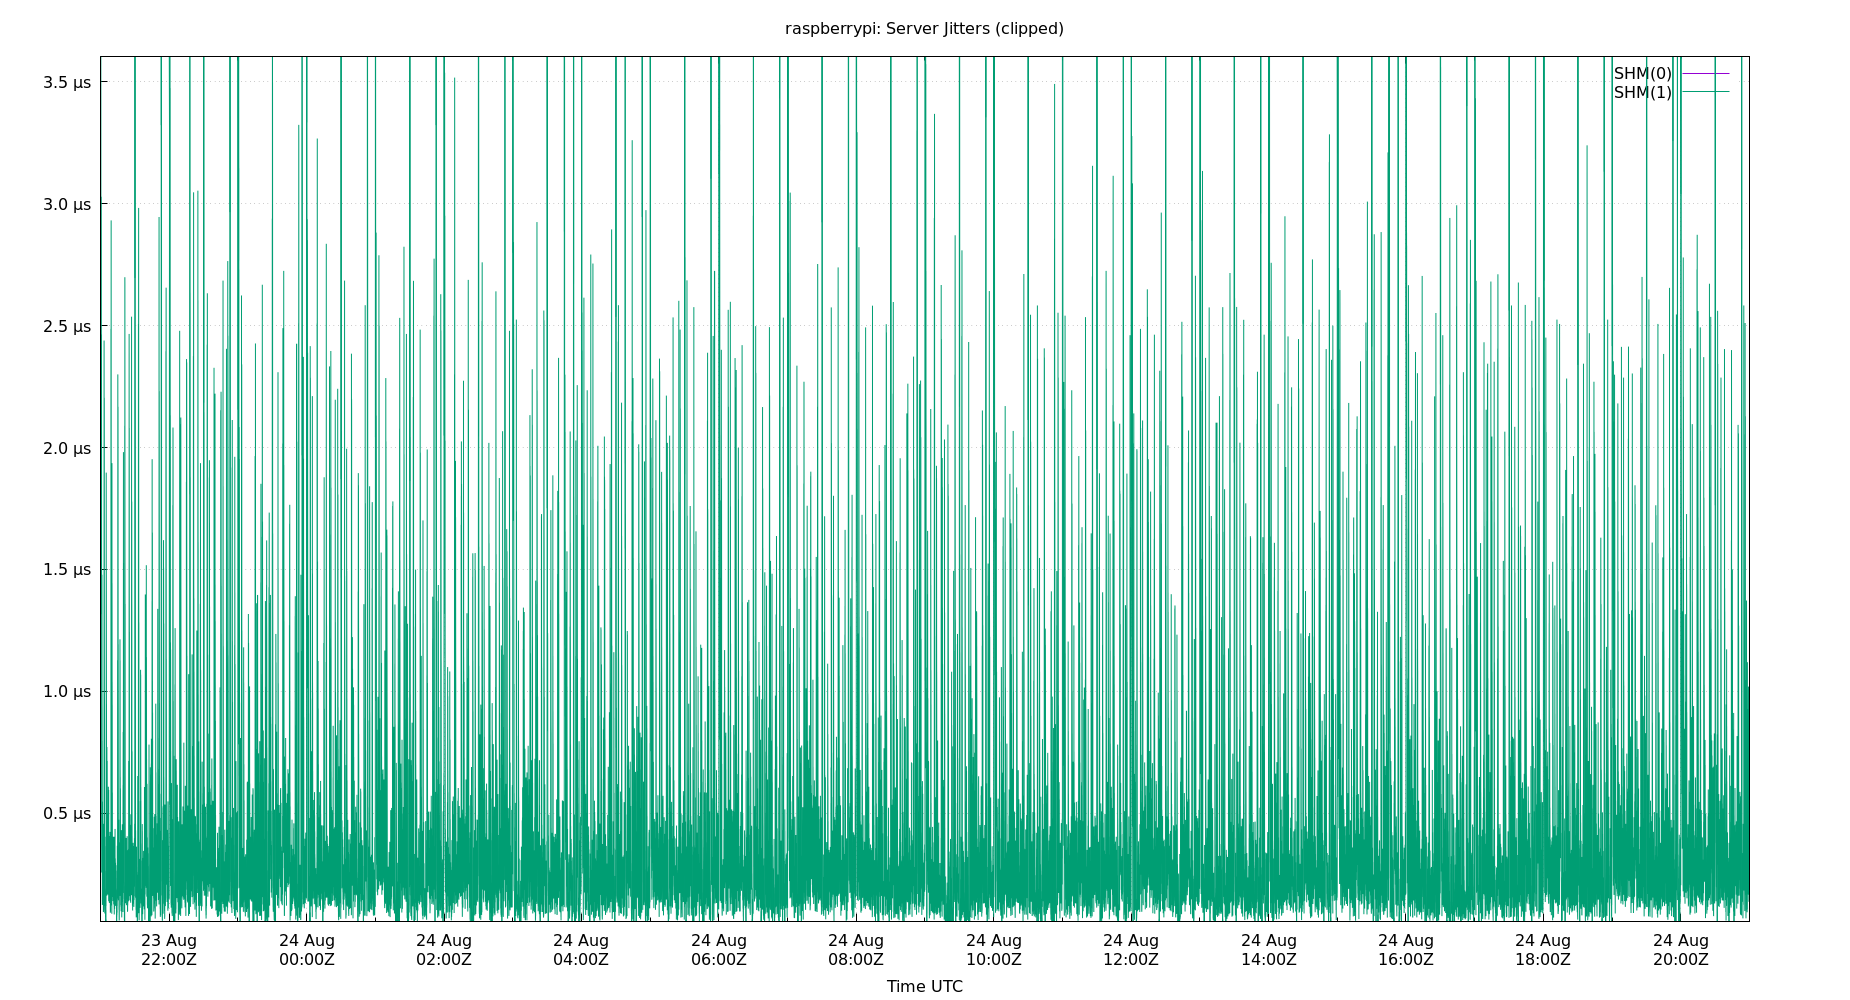 raspberrypi: Server Jitters (clipped)
SHM(0)
SHM(1)
3.5 µs
3.0 µs
2.5 µs
2.0 µs
1.5 µs
1.0 µs
0.5 µs
23 Aug 24 Aug 24 Aug 24 Aug 24 Aug 24 Aug 24 Aug 24 Aug 24 Aug 24 Aug 24 Aug 24 Aug
22:00Z 00:00Z 02:00Z 04:00Z 06:00Z 08:00Z 10:00Z 12:00Z 14:00Z 16:00Z 18:00Z 20:00Z
Time UTC